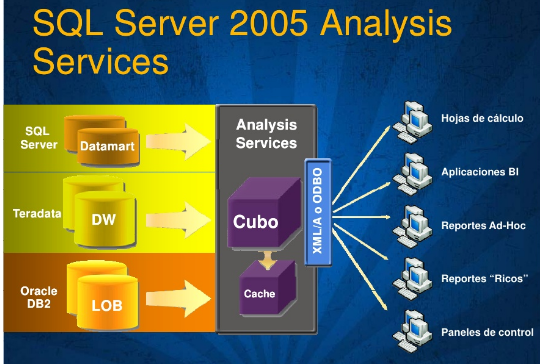 SQL Server 2005 Analysis
Services
SQL
Server
Datamart
Teradata
DW
Oracle
DB2
LOB
Analysis
Services
Cubo
Cache
XML/A o ODBO
Hojas de cálculo
Aplicaciones BI
Reportes Ad-Hoc
Reportes “Ricos”
Paneles de control